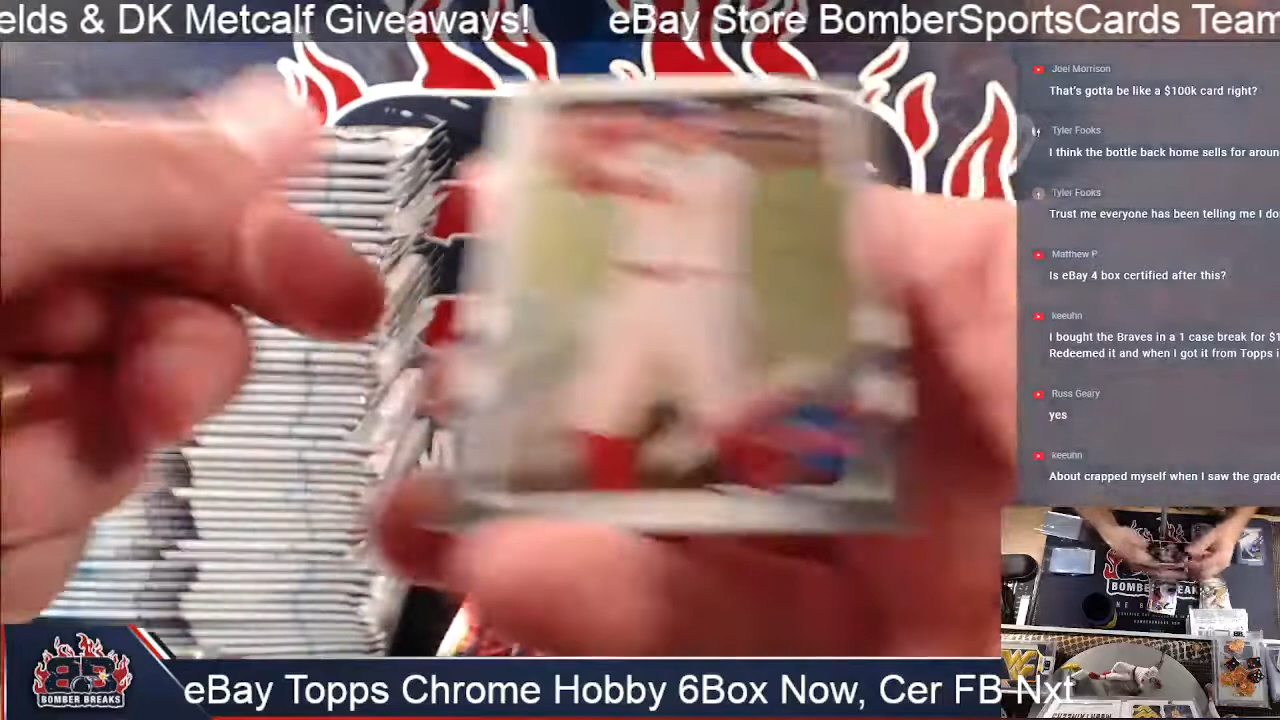 elds & DK Metcalf Giveaways! eBay Store BomberSportsCards Team
Joel Morrison
That's gotta be like a $100k card right?
Tyler Fooks
I think the bottle back home sells for aroun
Tyler Fooks
Trust me everyone has been telling me I do
Matthew P
Is eBay 4 box certified after this?
keeuhn
I bought the Braves in a 1 case break for $1
Redeemed it and when I got it from Topps i
Russ Geary
yes
keeuhn
About crapped myself when I saw the grade
BOMBER BREAKS
eBay Topps Chrome Hobby 6Box Now, Cer FB Nxt